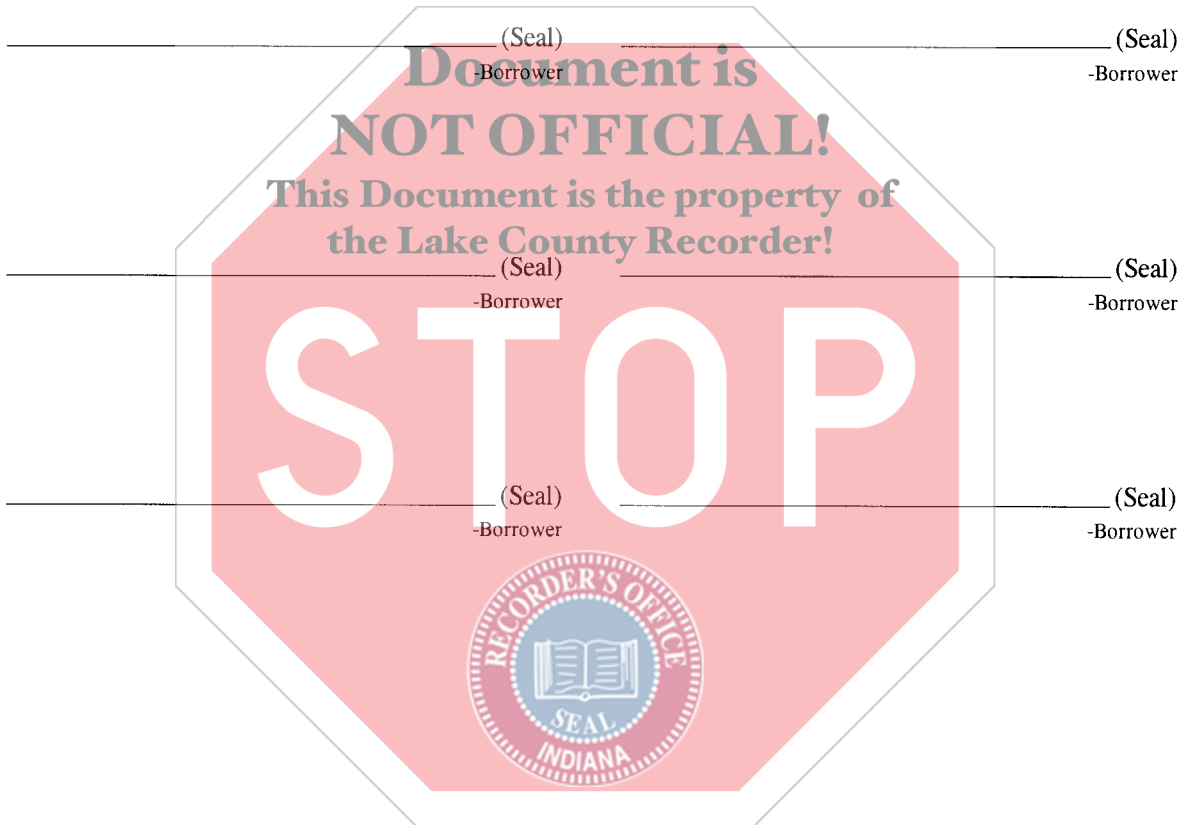 (Seal) (Seal)
-Borrower -Borrower
Document is
NOT OFFICIAL!
This Document is the property of
the Lake County Recorder!
(Seal) (Seal)
-Borrower -Borrower
STOP
(Seal) (Seal)
-Borrower -Borrower
RECORDER'S OFFICE
SEAL
INDIANA